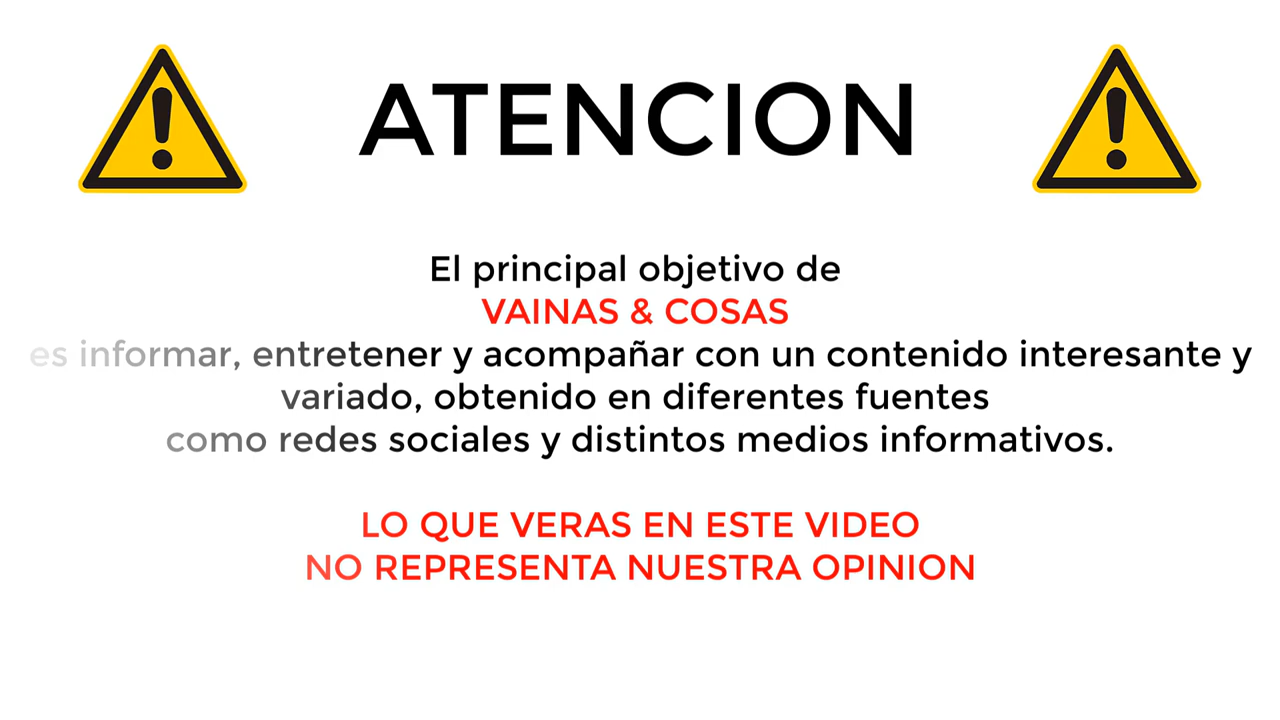 ATENCION
El principal objetivo de
VAINAS & COSAS
es informar, entretener y acompañar con un contenido interesante y
variado, obtenido en diferentes fuentes
como redes sociales y distintos medios informativos.
LO QUE VERAS EN ESTE VIDEO
NO REPRESENTA NUESTRA OPINION